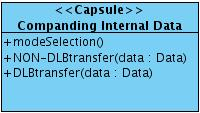 <<Capsule>>
Companding Internal Data
+modeSelection()
+NON-DLBtransfer(data : Data)
+DLBtransfer(data : Data)